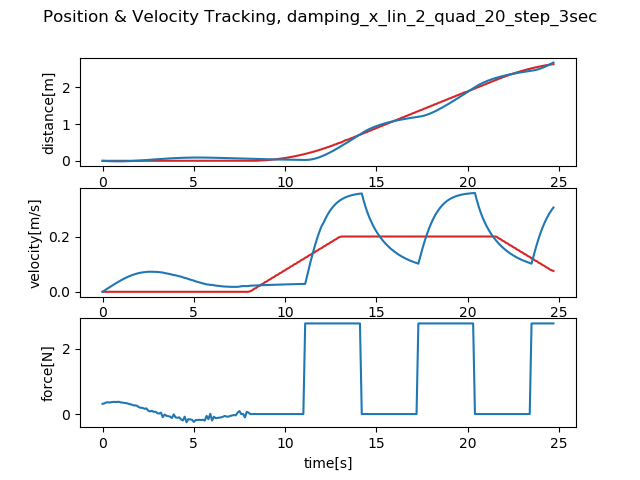 Position & Velocity Tracking, damping_x_lin_2_quad_20_step_3sec
distance[m]
2
1
0
0 5 10 15 20 25
velocity[m/s]
0.2
0.0
0 5 10 15 20 25
force[N]
2
0
0 5 10 15 20 25
time[s]